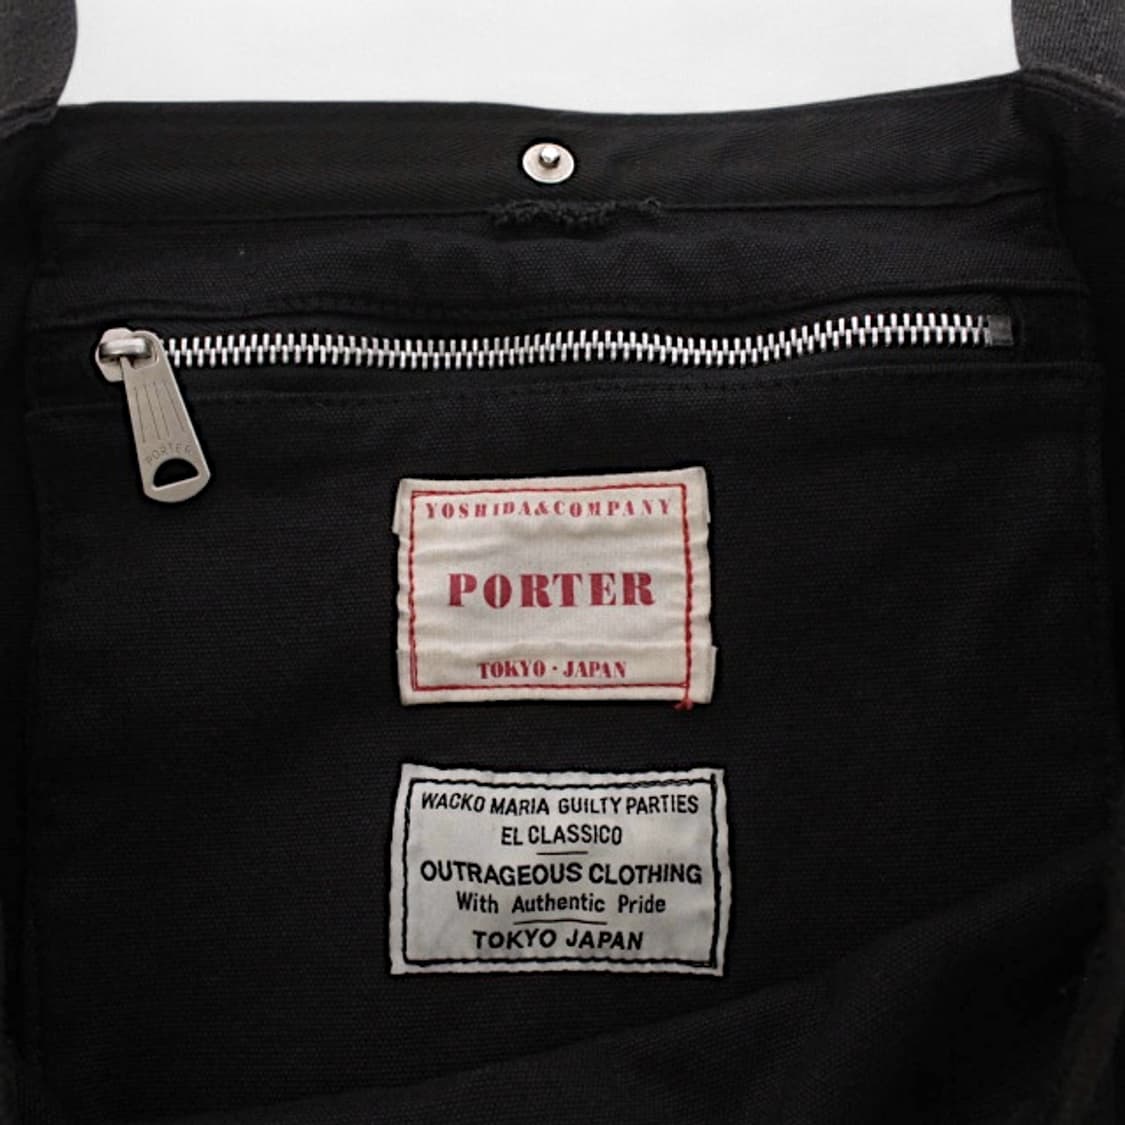 PORTER
YOSHIDA&COMPANY
PORTER
TOKYO · JAPAN
WACKO MARIA GUILTY PARTIES
EL CLASSICO
OUTRAGEOUS CLOTHING
With Authentic Pride
TOKYO JAPAN